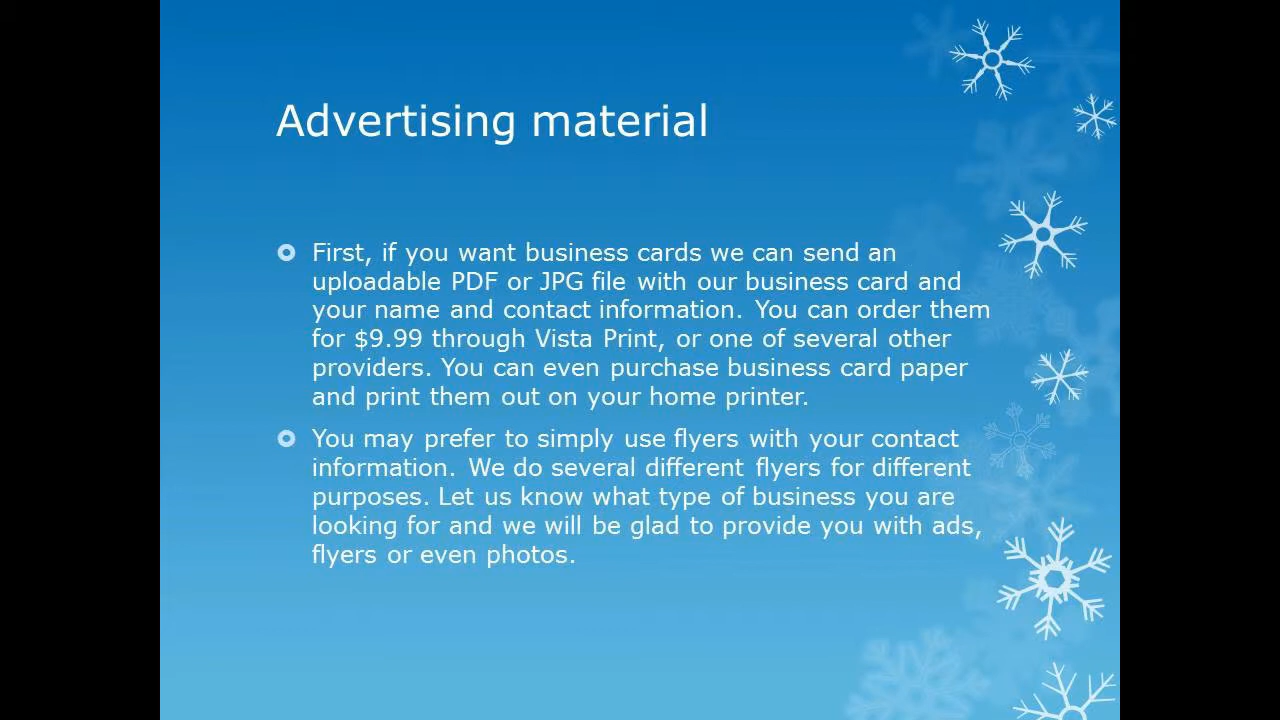 Advertising material
First, if you want business cards we can send an
uploadable PDF or JPG file with our business card and
your name and contact information. You can order them
for $9.99 through Vista Print, or one of several other
providers. You can even purchase business card paper
and print them out on your home printer.
You may prefer to simply use flyers with your contact
information. We do several different flyers for different
purposes. Let us know what type of business you are
looking for and we will be glad to provide you with ads,
flyers or even photos.